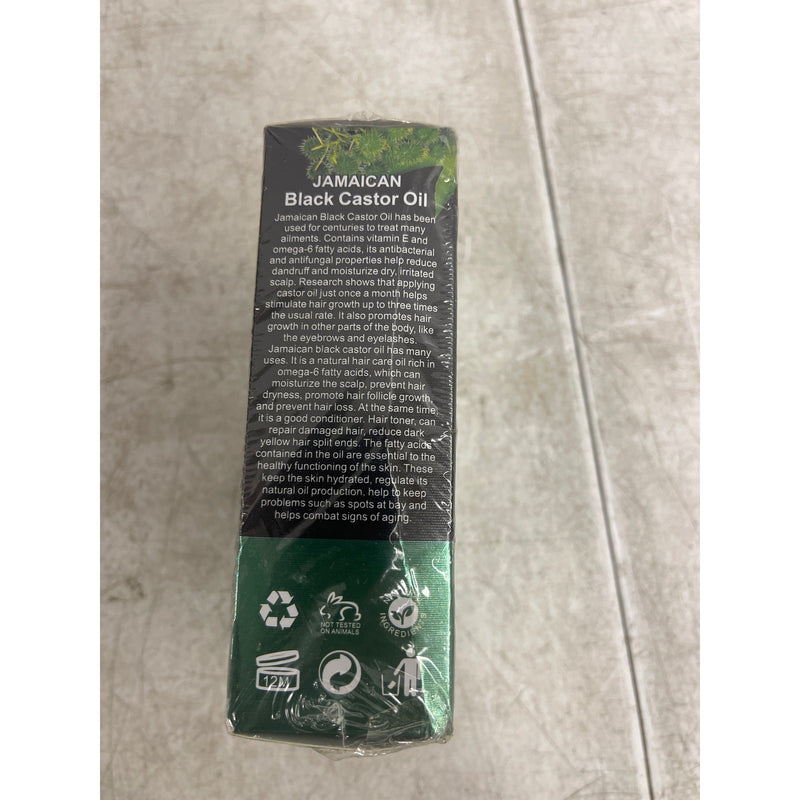 JAMAICAN
Black Castor Oil
Jamaican Black Castor Oil has been
used for centuries to treat many
ailments. Contains vitamin E and
omega-6 fatty acids, its antibacterial
and antifungal properties help reduce
dandruff and moisturize dry, irritated
scalp. Research shows that applying
castor oil just once a month helps
stimulate hair growth up to three times
the usual rate. It also promotes hair
growth in other parts of the body, like
the eyebrows and eyelashes.
Jamaican black castor oil has many
uses. It is a natural hair care oil rich in
omega-6 fatty acids, which can
moisturize the scalp, prevent hair
dryness, promote hair follicle growth,
and prevent hair loss. At the same time,
it is a good conditioner. Hair toner, can
repair damaged hair, reduce dark
yellow hair split ends. The fatty acids
contained in the oil are essential to the
healthy functioning of the skin. These
keep the skin hydrated, regulate its
natural oil production, help to keep
problems such as spots at bay and
helps combat signs of aging.
NOT TESTED
ON ANIMALS
INGREDIENTS
12M